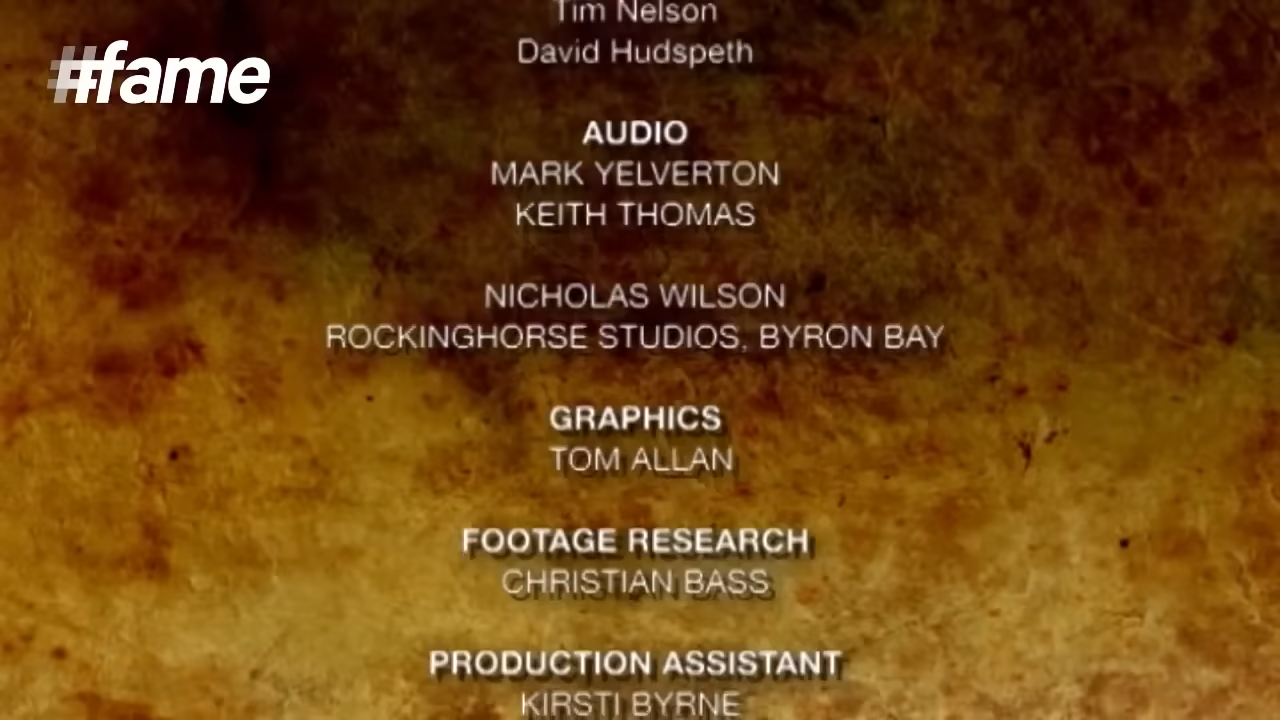 Tim Nelson
#fame
David Hudspeth
AUDIO
MARK YELVERTON
KEITH THOMAS
NICHOLAS WILSON
ROCKINGHORSE STUDIOS, BYRON BAY
GRAPHICS
TOM ALLAN
FOOTAGE RESEARCH
CHRISTIAN BASS
PRODUCTION ASSISTANT
KIRSTI BYRNE